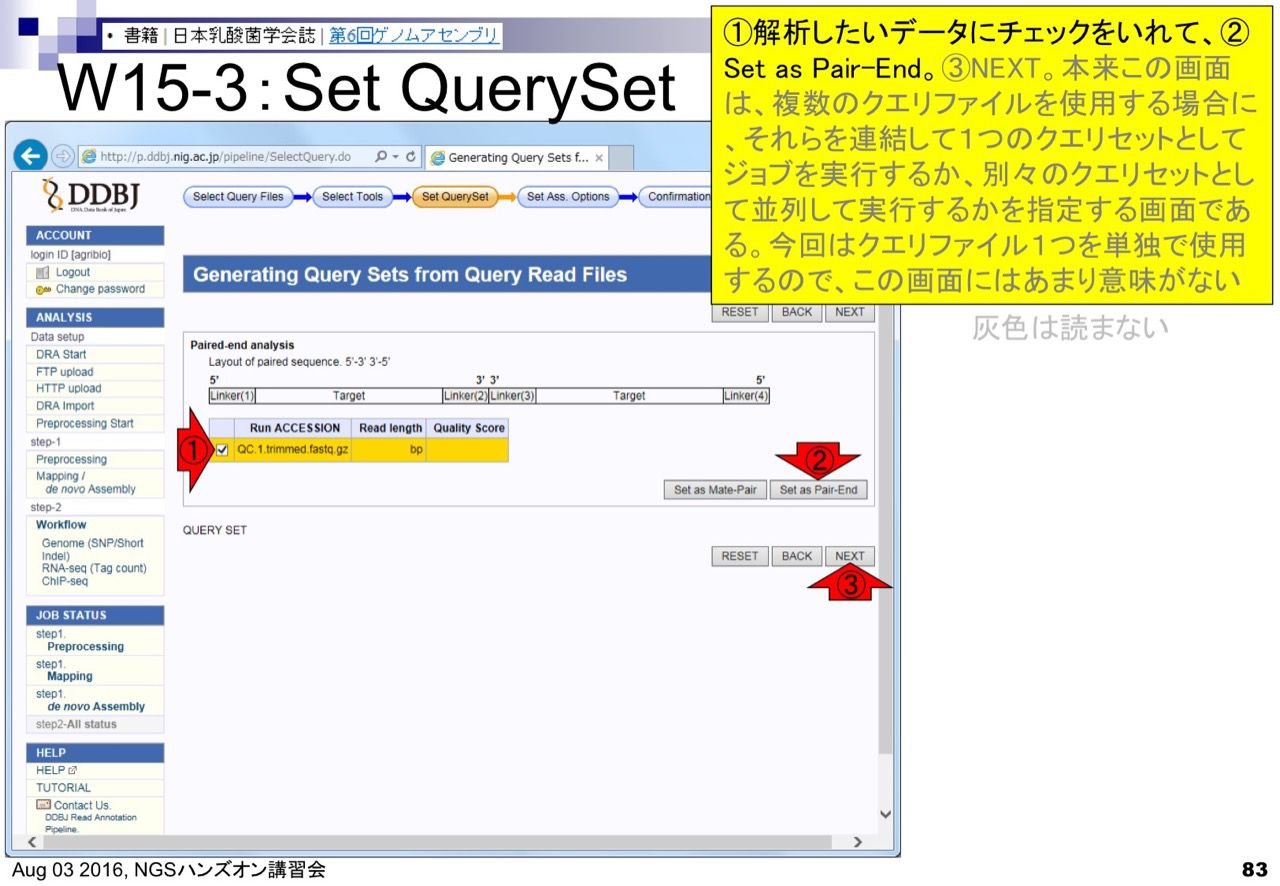 • 書籍 | 日本乳酸菌学会誌 | 第6回ゲノムアセンブリ
W15-3:Set QuerySet
①解析したいデータにチェックをいれて、②
Set as Pair-End。③NEXT。本来この画面
は、複数のクエリファイルを使用する場合に
、それらを連結して１つのクエリセットとして
ジョブを実行するか、別々のクエリセットとし
て並列して実行するかを指定する画面であ
る。今回はクエリファイル１つを単独で使用
するので、この画面にはあまり意味がない
灰色は読まない
http://p.ddbj.nig.ac.jp/pipeline/SelectQuery.do
Generating Query Sets f... ×
DDBJ
DNA Data Bank of Japan
Select Query Files
Select Tools
Set QuerySet
Set Ass. Options
Confirmation
ACCOUNT
login ID [agribio]
Logout
Change password
ANALYSIS
Data setup
DRA Start
FTP upload
HTTP upload
DRA Import
Preprocessing Start
step-1
Preprocessing
Mapping /
de novo Assembly
step-2
Workflow
Genome (SNP/Short
Indel)
RNA-seq (Tag count)
ChIP-seq
JOB STATUS
step1.
Preprocessing
step1.
Mapping
step1.
de novo Assembly
step2-All status
HELP
HELP
TUTORIAL
Contact Us.
DDBJ Read Annotation
Pipeline.
Generating Query Sets from Query Read Files
RESET BACK NEXT
Paired-end analysis
Layout of paired sequence. 5'-3' 3'-5'
5' 3' 3' 5'
Linker(1) Target Linker(2) Linker(3) Target Linker(4)
Run ACCESSION Read length Quality Score
① QC.1.trimmed.fastq.gz bp
②
Set as Mate-Pair Set as Pair-End
QUERY SET
RESET BACK NEXT
③
Aug 03 2016, NGSハンズオン講習会
83